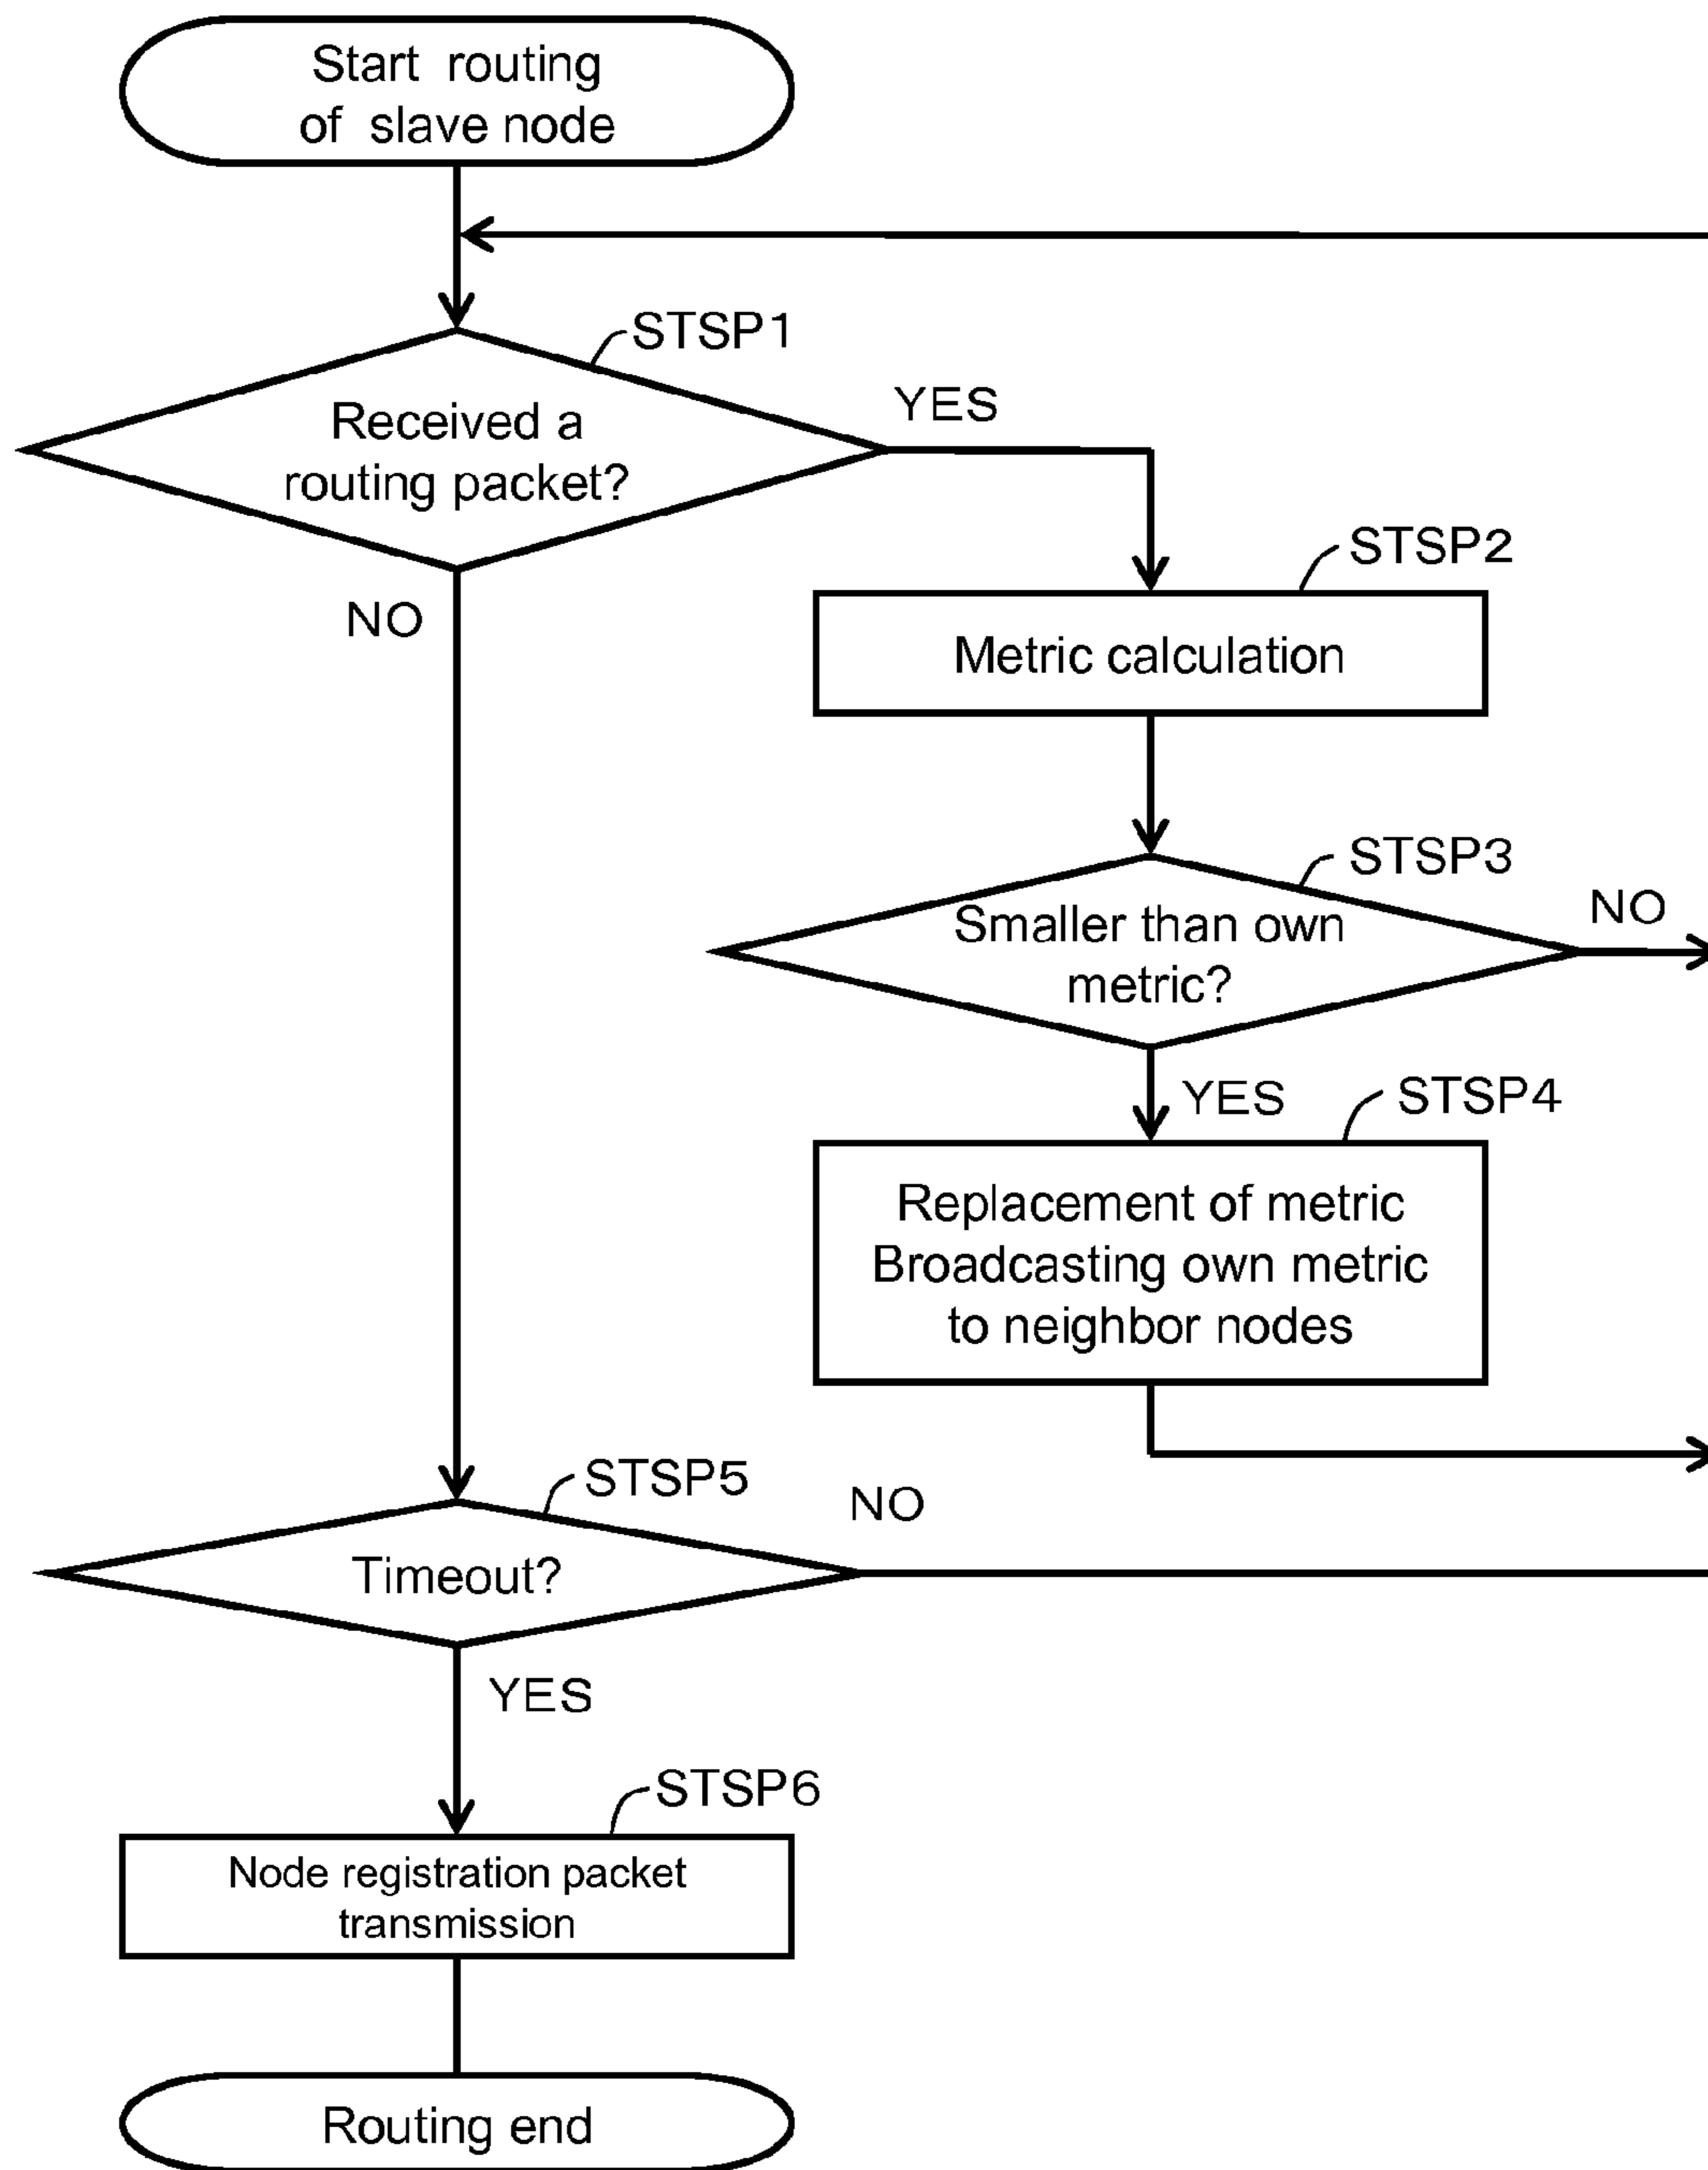 Start routing
of slave node
STSP1
Received a
routing packet?
YES
NO
STSP2
Metric calculation
STSP3
Smaller than own
metric?
NO
YES
STSP4
Replacement of metric
Broadcasting own metric
to neighbor nodes
STSP5
Timeout?
NO
YES
STSP6
Node registration packet
transmission
Routing end